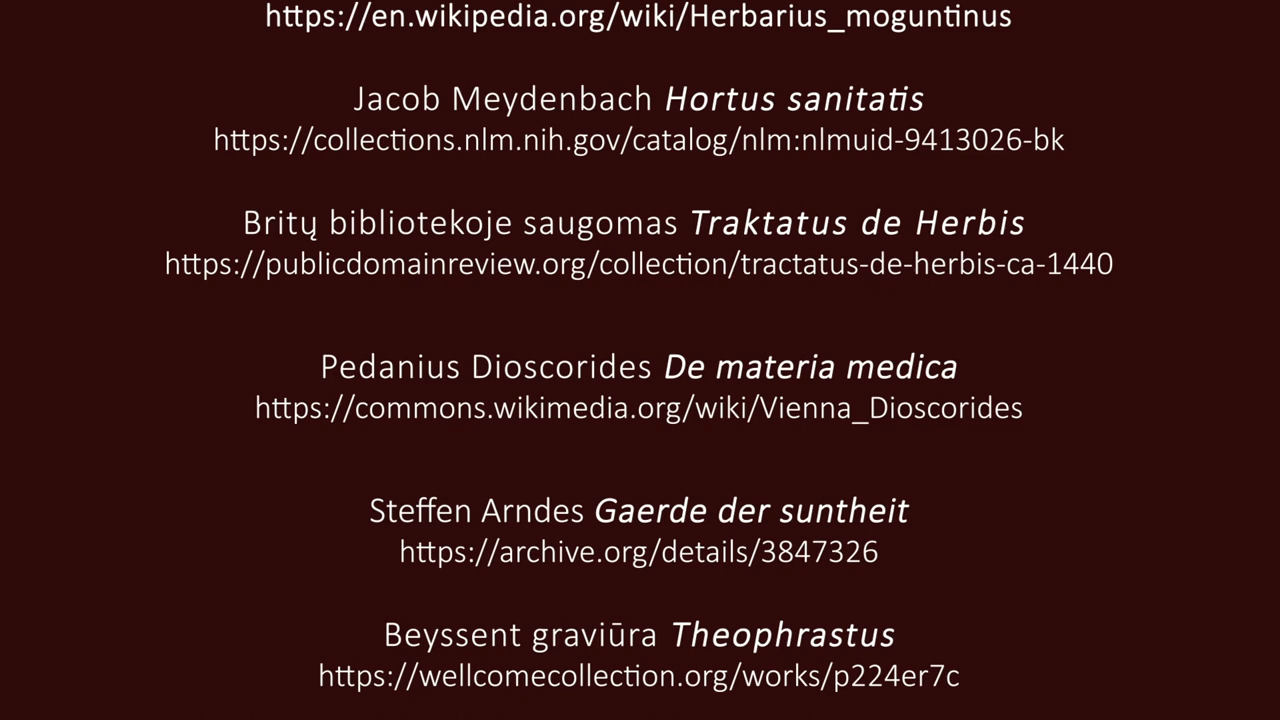 https://en.wikipedia.org/wiki/Herbarius_moguntinus
Jacob Meydenbach Hortus sanitatis
https://collections.nlm.nih.gov/catalog/nlm:nlmuid-9413026-bk
Britų bibliotekoje saugomas Traktatus de Herbis
https://publicdomainreview.org/collection/tractatus-de-herbis-ca-1440
Pedanius Dioscorides De materia medica
https://commons.wikimedia.org/wiki/Vienna_Dioscorides
Steffen Arndes Gaerde der suntheit
https://archive.org/details/3847326
Beyssent graviūra Theophrastus
https://wellcomecollection.org/works/p224er7c